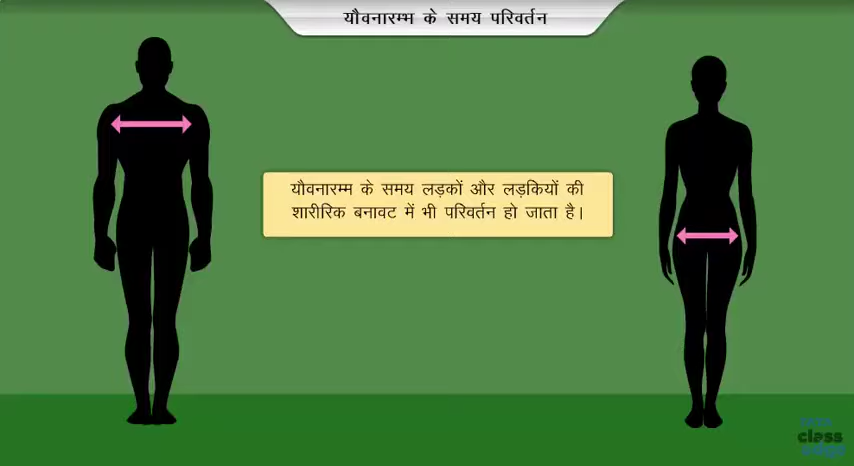 यौवनारम्भ के समय परिवर्तन
यौवनारम्भ के समय लड़कों और लड़कियों की
शारीरिक बनावट में भी परिवर्तन हो जाता है।
class